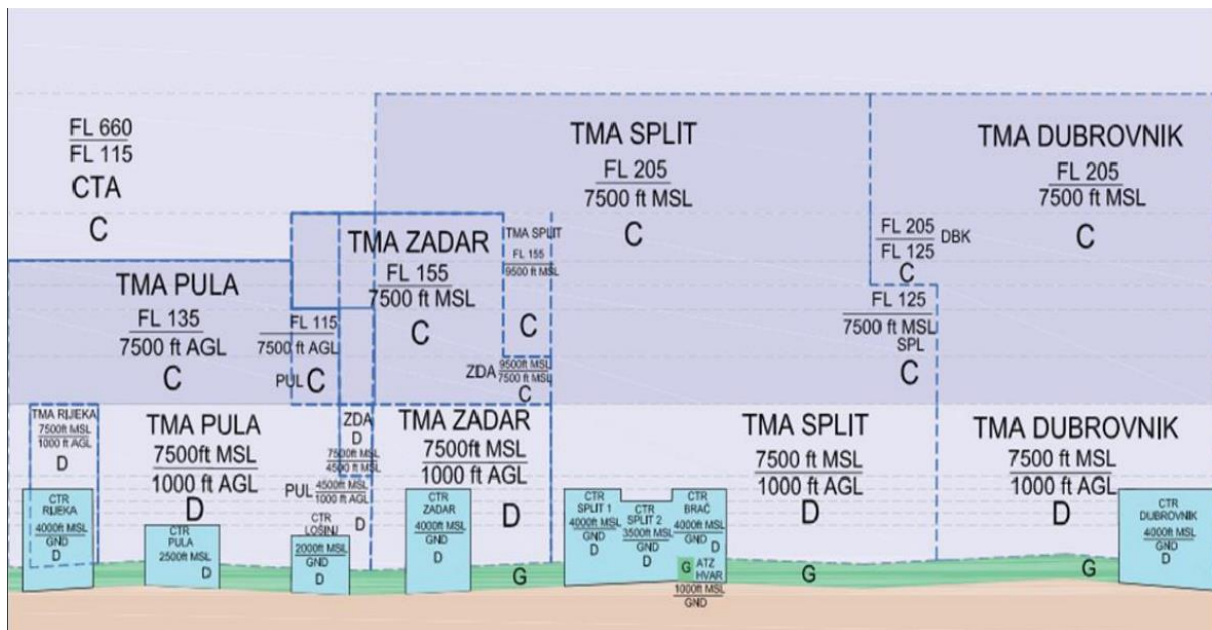 FL 660
FL 115
CTA
C
TMA SPLIT
FL 205
7500 ft MSL
C
TMA DUBROVNIK
FL 205
7500 ft MSL
C
FL 205
FL 125
DBK
C
FL 125
7500 ft MSL
SPL
C
TMA PULA
FL 135
7500 ft AGL
C
FL 115
7500 ft AGL
PUL C
TMA ZADAR
FL 155
7500 ft MSL
C
TMA SPLIT
FL 155
9500 ft MSL
C
ZDA
9500ft MSL
7500 ft MSL
C
TMA RIJEKA
7500ft MSL
1000 ft AGL
D
TMA PULA
7500ft MSL
1000 ft AGL
D
ZDA
D
7500ft MSL
4500 ft MSL
PUL
4500ft MSL
1000 ft AGL
D
TMA ZADAR
7500ft MSL
1000 ft AGL
D
TMA SPLIT
7500 ft MSL
1000 ft AGL
D
TMA DUBROVNIK
7500 ft MSL
1000 ft AGL
D
CTR
RIJEKA
4000ft MSL
GND
D
CTR
PULA
2500ft MSL
D
CTR
LOŠINJ
2000ft MSL
GND
D
CTR
ZADAR
4000ft MSL
GND
D
CTR
SPLIT 1
4000ft MSL
GND
D
CTR
SPLIT 2
3500ft MSL
GND
D
CTR
BRAČ
4000ft MSL
GND
D
G ATZ
HVAR
1000ft MSL
GND
CTR
DUBROVNIK
4000ft MSL
GND
D
G
G
G